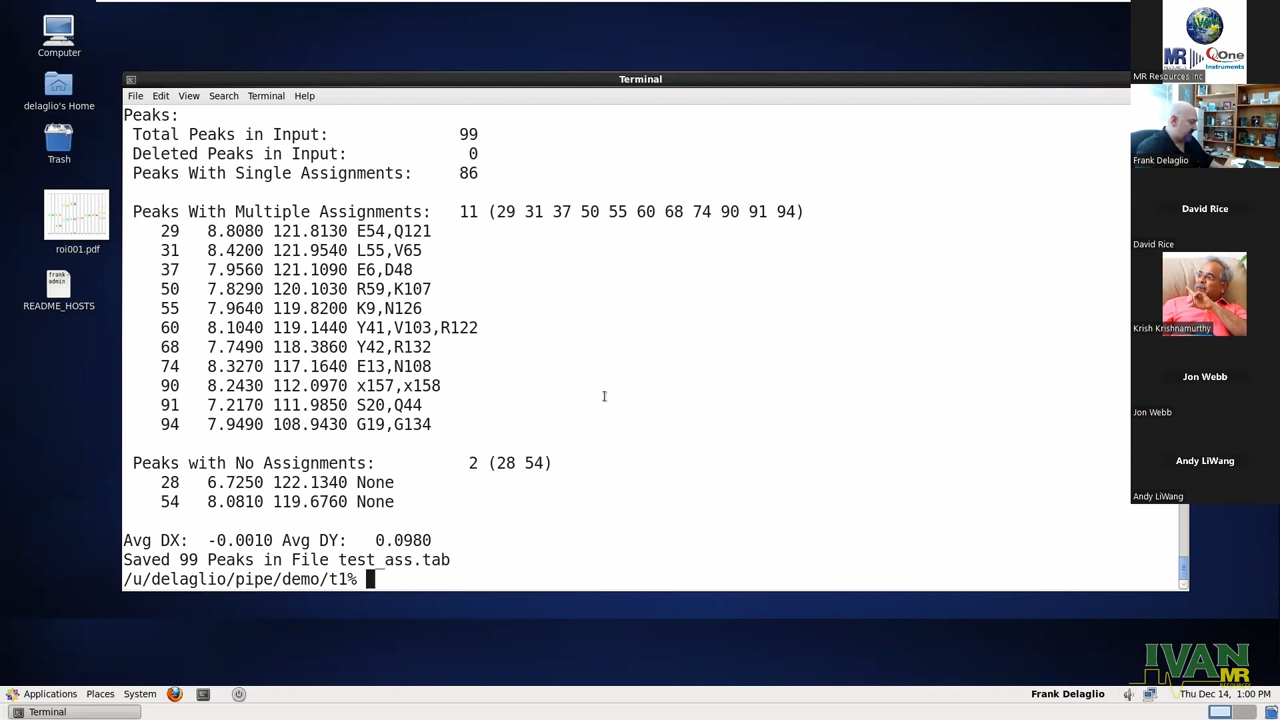 Computer
delaglio's Home
Trash
roi001.pdf
frank
admin
README_HOSTS
Terminal
File Edit View Search Terminal Help
Peaks:
Total Peaks in Input: 99
Deleted Peaks in Input: 0
Peaks With Single Assignments: 86
Peaks With Multiple Assignments: 11 (29 31 37 50 55 60 68 74 90 91 94)
29 8.8080 121.8130 E54,Q121
31 8.4200 121.9540 L55,V65
37 7.9560 121.1090 E6,D48
50 7.8290 120.1030 R59,K107
55 7.9640 119.8200 K9,N126
60 8.1040 119.1440 Y41,V103,R122
68 7.7490 118.3860 Y42,R132
74 8.3270 117.1640 E13,N108
90 8.2430 112.0970 x157,x158
91 7.2170 111.9850 S20,Q44
94 7.9490 108.9430 G19,G134
Peaks with No Assignments: 2 (28 54)
28 6.7250 122.1340 None
54 8.0810 119.6760 None
Avg DX: -0.0010 Avg DY: 0.0980
Saved 99 Peaks in File test_ass.tab
/u/delaglio/pipe/demo/t1%
MR QOne
Instruments
MR Resources Inc
Frank Delaglio
David Rice
David Rice
Krish Krishnamurthy
Jon Webb
Jon Webb
Andy LiWang
Andy LiWang
IVAN
MR
RESOURCES
Applications Places System
Frank Delaglio
Thu Dec 14, 1:00 PM
Terminal